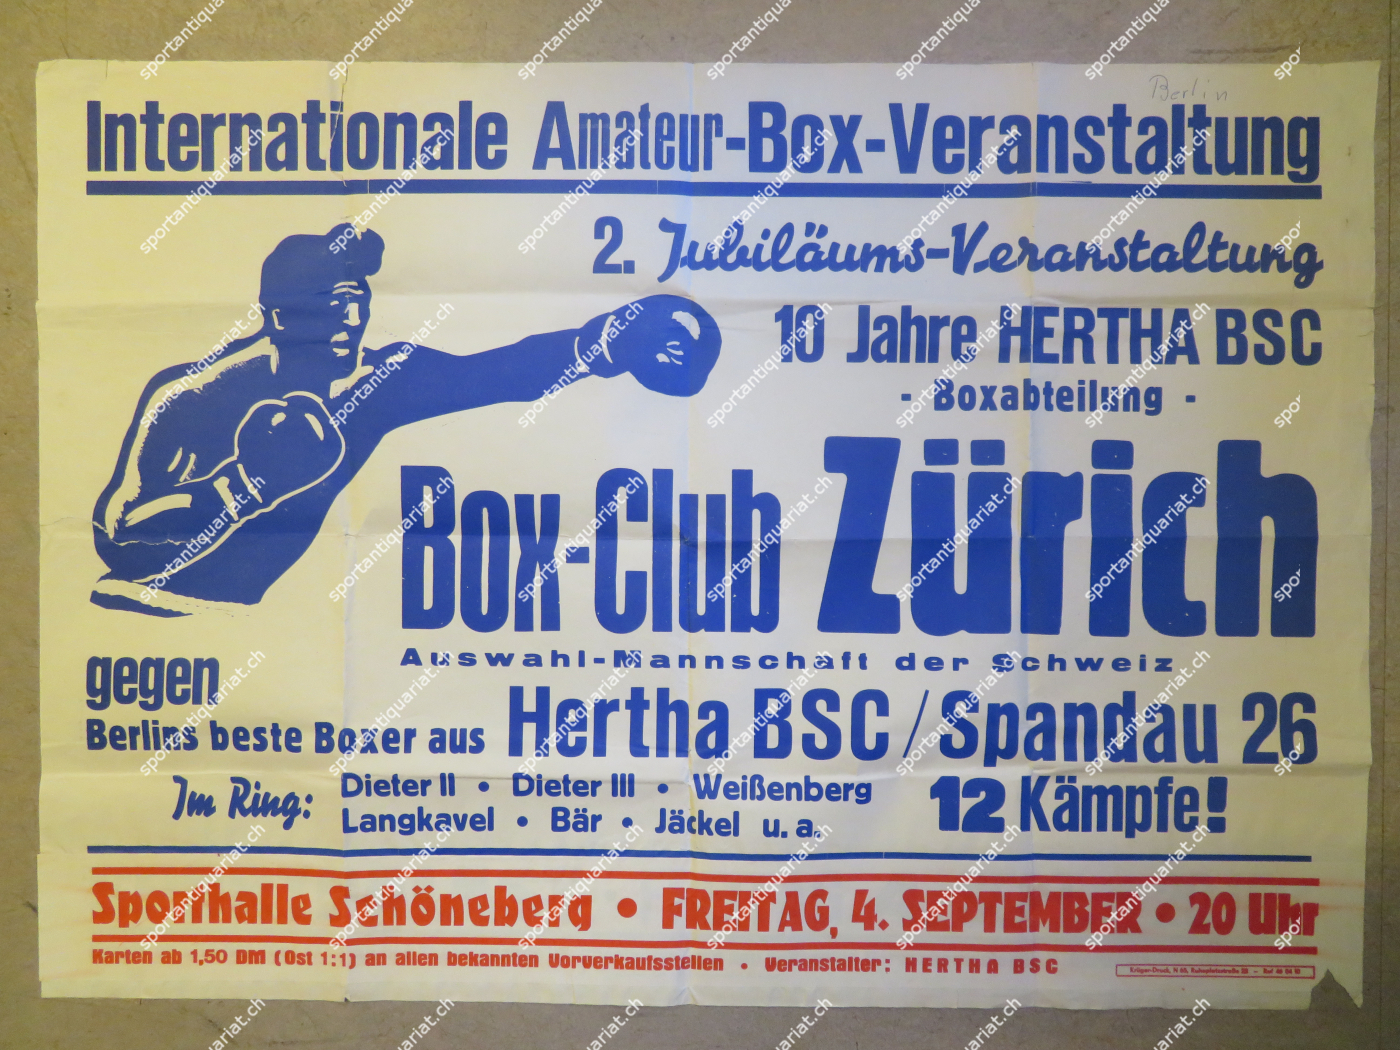 Berlin
Internationale Amateur-Box-Veranstaltung
2. Jubiläums-Veranstaltung
10 Jahre HERTHA BSC
- Boxabteilung -
Box-Club Zürich
Auswahl-Mannschaft der Schweiz
gegen
Berlins beste Boxer aus Hertha BSC / Spandau 26
Im Ring: Dieter II • Dieter III • Weißenberg
Langkavel • Bär • Jäckel u. a.
12 Kämpfe!
Sporthalle Schöneberg • FREITAG, 4. SEPTEMBER • 20 Uhr
Karten ab 1,50 DM (Ost 1:1) an allen bekannten Vorverkaufsstellen • Veranstalter: HERTHA BSC
Krüger-Druck, N 65,
sportantiquariat.ch